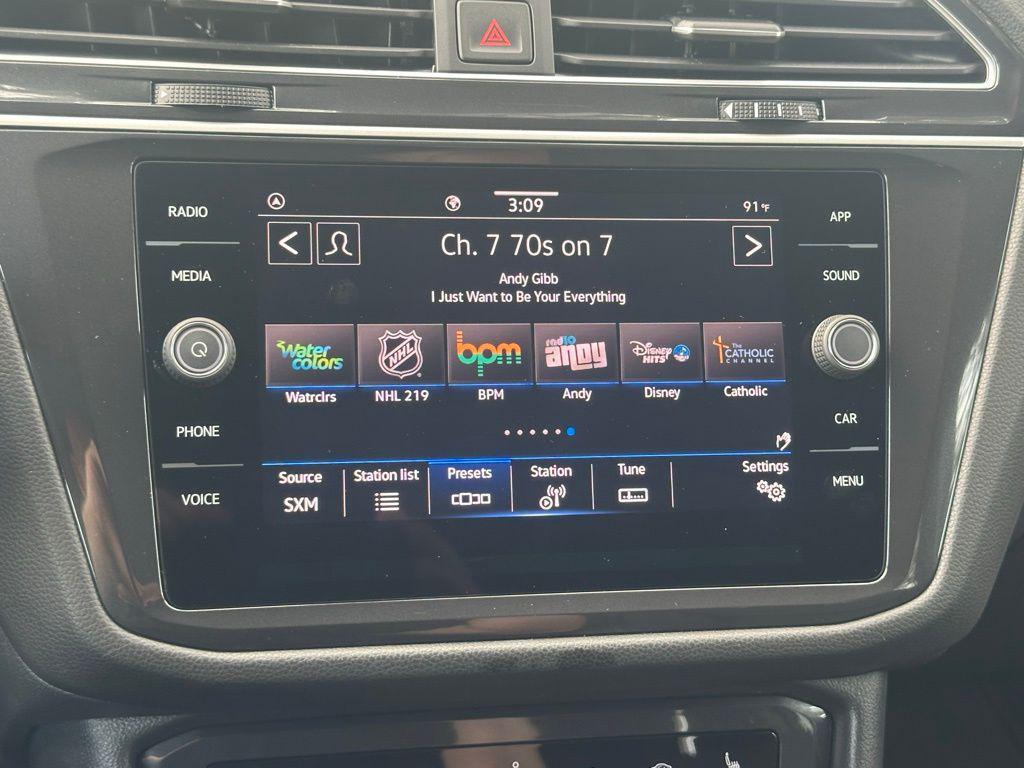 RADIO
MEDIA
PHONE
VOICE
3:09
91°F
Ch. 7 70s on 7
Andy Gibb
I Just Want to Be Your Everything
water colors
NHL
bpm
radio andy
Disney HITS
The CATHOLIC CHANNEL
Watrclrs
NHL 219
BPM
Andy
Disney
Catholic
Source
SXM
Station list
Presets
Station
Tune
Settings
APP
SOUND
CAR
MENU